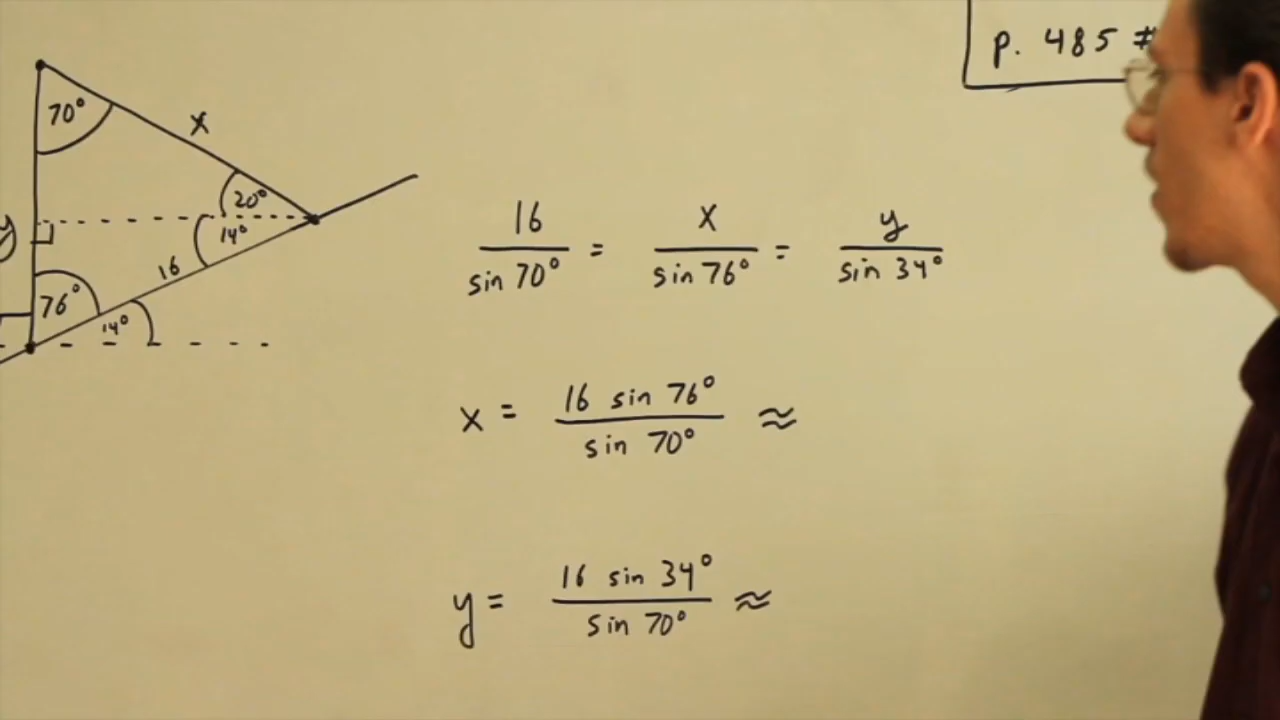 p. 485 #
70°
x
20°
14°
y
16
76°
14°
16 / sin 70° = x / sin 76° = y / sin 34°
x = 16 sin 76° / sin 70° ≈
y = 16 sin 34° / sin 70° ≈